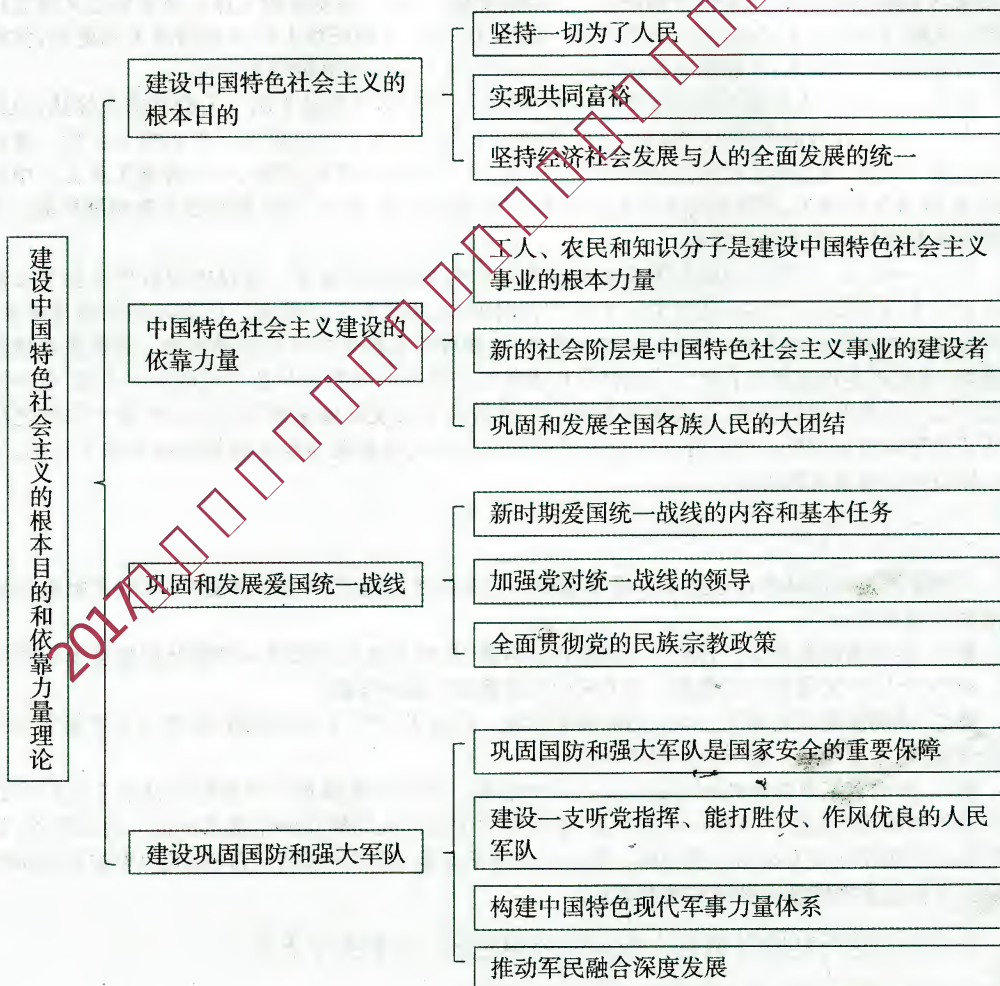 建设中国特色社会主义的根本目的和依靠力量理论
建设中国特色社会主义的
根本目的
坚持一切为了人民
实现共同富裕
坚持经济社会发展与人的全面发展的统一
中国特色社会主义建设的
依靠力量
工人、农民和知识分子是建设中国特色社会主义
事业的根本力量
新的社会阶层是中国特色社会主义事业的建设者
巩固和发展全国各族人民的大团结
巩固和发展爱国统一战线
新时期爱国统一战线的内容和基本任务
加强党对统一战线的领导
全面贯彻党的民族宗教政策
建设巩固国防和强大军队
巩固国防和强大军队是国家安全的重要保障
建设一支听党指挥、能打胜仗、作风优良的人民
军队
构建中国特色现代军事力量体系
推动军民融合深度发展
2017